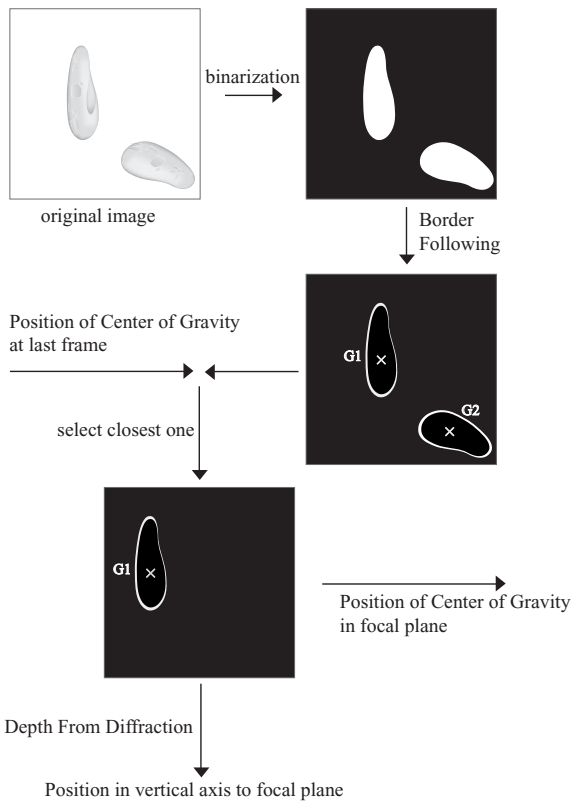 binarization
original image
Border
Following
Position of Center of Gravity
at last frame
G1
G2
select closest one
G1
Position of Center of Gravity
in focal plane
Depth From Diffraction
Position in vertical axis to focal plane